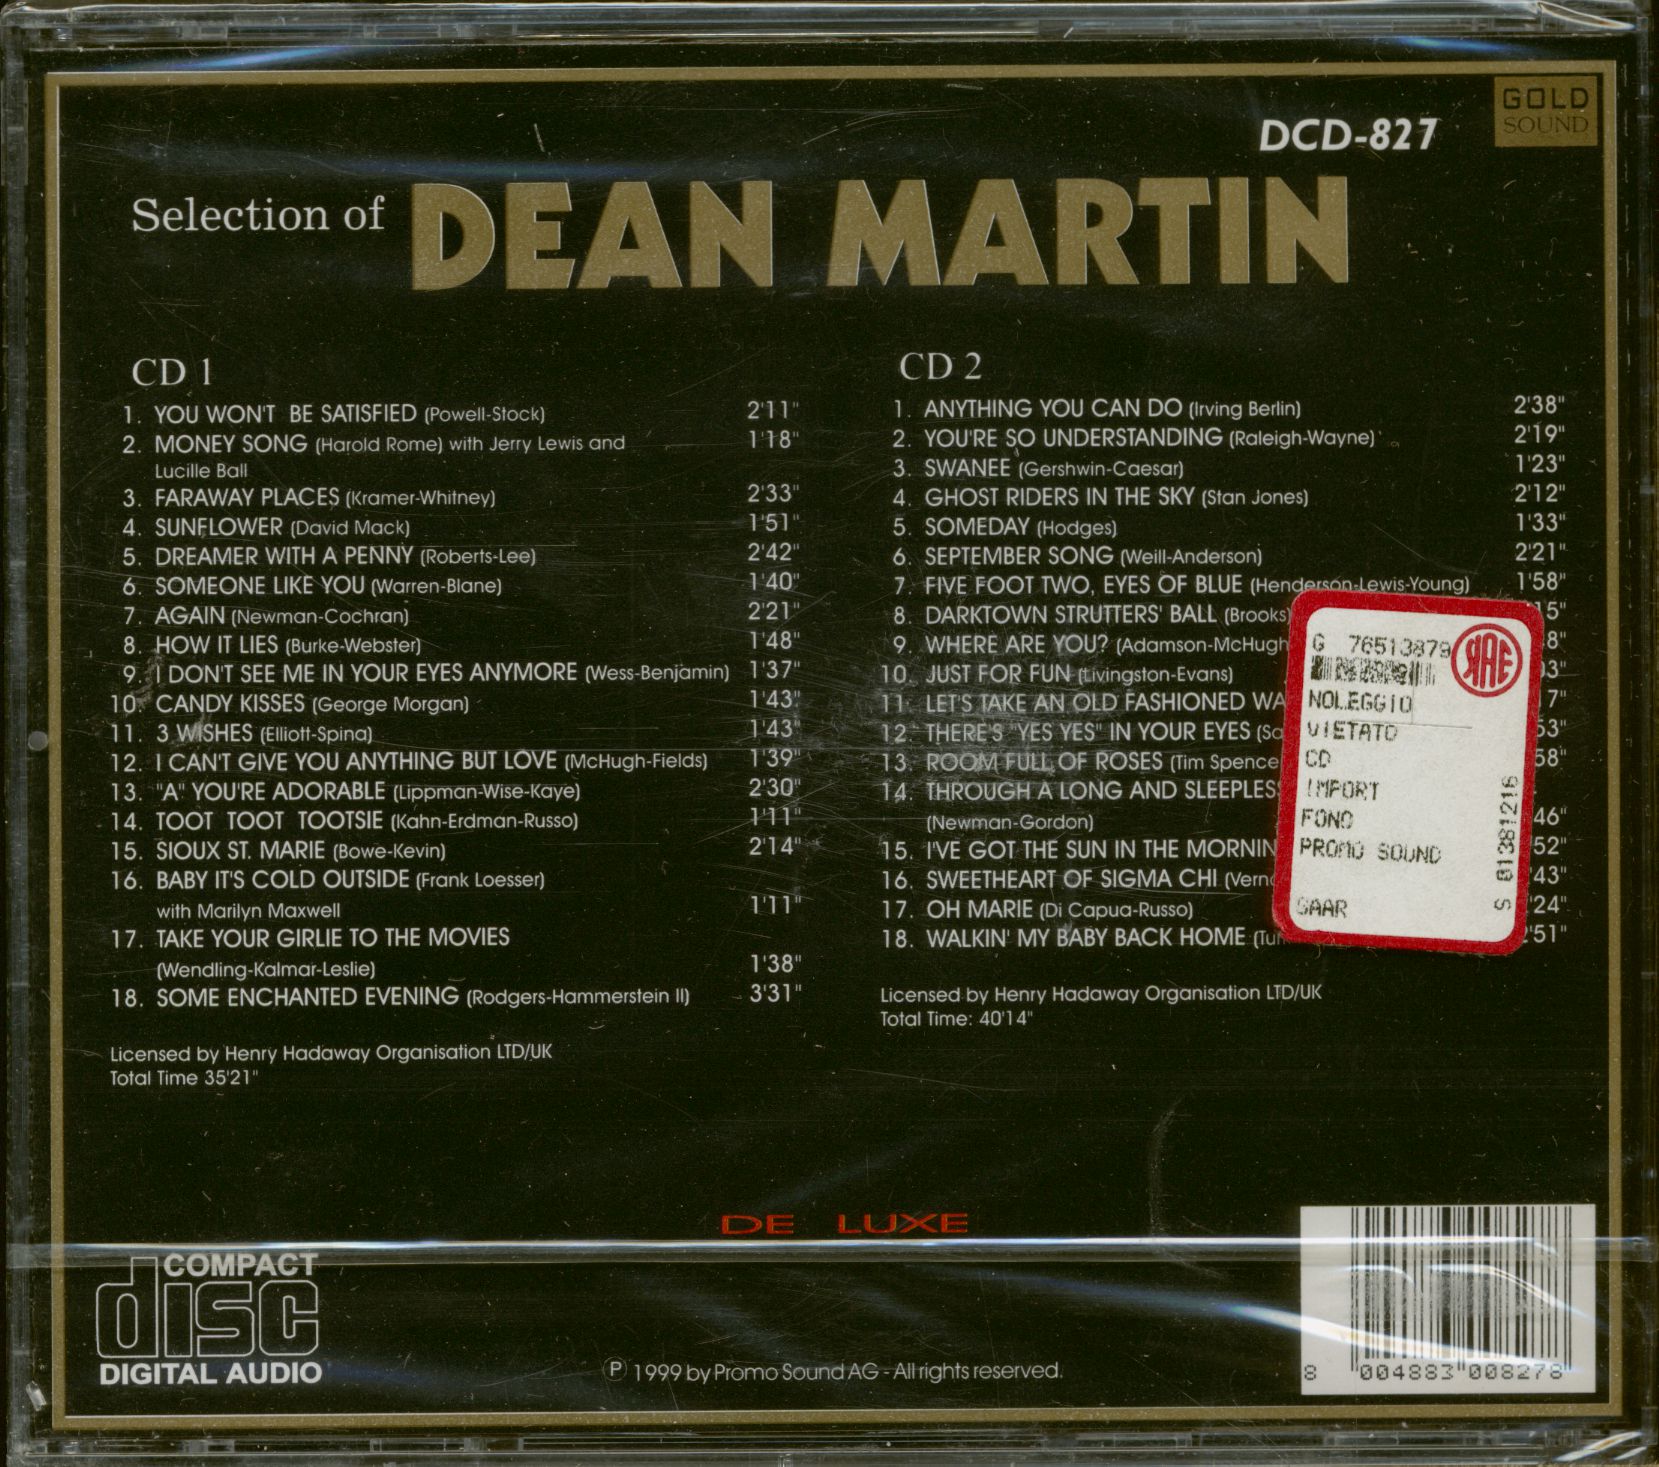 GOLD
SOUND
DCD-827
Selection of DEAN MARTIN
CD 1
1. YOU WON'T BE SATISFIED (Powell-Stock) 2'11"
2. MONEY SONG (Harold Rome) with Jerry Lewis and 1'18"
Lucille Ball
3. FARAWAY PLACES (Kramer-Whitney) 2'33"
4. SUNFLOWER (David Mack) 1'51"
5. DREAMER WITH A PENNY (Roberts-Lee) 2'42"
6. SOMEONE LIKE YOU (Warren-Blane) 1'40"
7. AGAIN (Newman-Cochran) 2'21"
8. HOW IT LIES (Burke-Webster) 1'48"
9. I DON'T SEE ME IN YOUR EYES ANYMORE (Wess-Benjamin) 1'37"
10. CANDY KISSES (George Morgan) 1'43"
11. 3 WISHES (Elliott-Spina) 1'43"
12. I CAN'T GIVE YOU ANYTHING BUT LOVE (McHugh-Fields) 1'39"
13. "A" YOU'RE ADORABLE (Lippman-Wise-Kaye) 2'30"
14. TOOT TOOT TOOTSIE (Kahn-Erdman-Russo) 1'11"
15. SIOUX ST. MARIE (Bowe-Kevin) 2'14"
16. BABY IT'S COLD OUTSIDE (Frank Loesser)
with Marilyn Maxwell 1'11"
17. TAKE YOUR GIRLIE TO THE MOVIES
(Wendling-Kalmar-Leslie) 1'38"
18. SOME ENCHANTED EVENING (Rodgers-Hammerstein II) 3'31"
Licensed by Henry Hadaway Organisation LTD/UK
Total Time 35'21"
CD 2
1. ANYTHING YOU CAN DO (Irving Berlin) 2'38"
2. YOU'RE SO UNDERSTANDING (Raleigh-Wayne) 2'19"
3. SWANEE (Gershwin-Caesar) 1'23"
4. GHOST RIDERS IN THE SKY (Stan Jones) 2'12"
5. SOMEDAY (Hodges) 1'33"
6. SEPTEMBER SONG (Weill-Anderson) 2'21"
7. FIVE FOOT TWO, EYES OF BLUE (Henderson-Lewis-Young) 1'58"
8. DARKTOWN STRUTTERS' BALL (Brooks) 15"
9. WHERE ARE YOU? (Adamson-McHugh 8"
10. JUST FOR FUN (Livingston-Evans) 03"
11. LET'S TAKE AN OLD FASHIONED WA 7"
12. THERE'S "YES YES" IN YOUR EYES (Sa 53"
13. ROOM FULL OF ROSES (Tim Spence 58"
14. THROUGH A LONG AND SLEEPLES
(Newman-Gordon) 46"
15. I'VE GOT THE SUN IN THE MORNIN 52"
16. SWEETHEART OF SIGMA CHI (Verno '43"
17. OH MARIE (Di Capua-Russo) '24"
18. WALKIN' MY BABY BACK HOME (Tur '51"
Licensed by Henry Hadaway Organisation LTD/UK
Total Time: 40'14"
G 76513879
NOLEGGIO
VIETATO
CD
IMPORT
FONO
PROMO SOUND
SAAR
S 01381216
DE LUXE
COMPACT
disc
DIGITAL AUDIO
℗ 1999 by Promo Sound AG - All rights reserved.
8 004883 008278